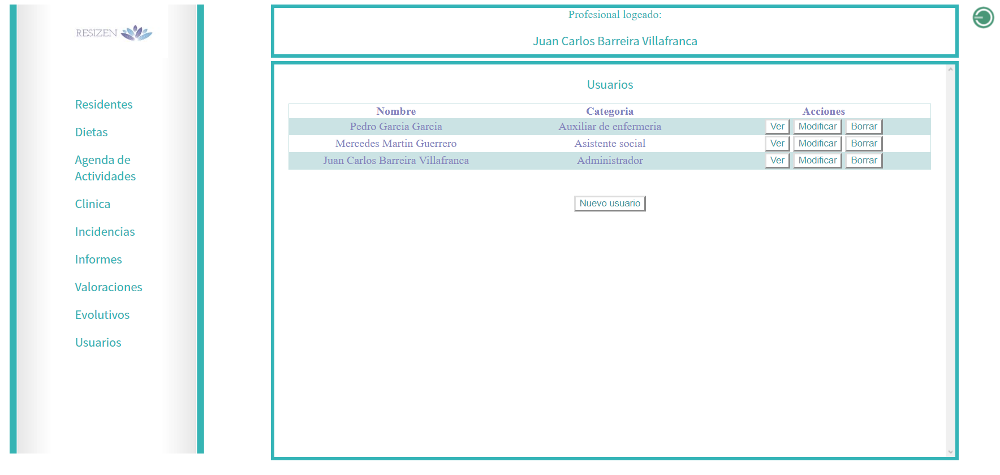 RESIZEN
Residentes
Dietas
Agenda de
Actividades
Clinica
Incidencias
Informes
Valoraciones
Evolutivos
Usuarios
Profesional logeado:
Juan Carlos Barreira Villafranca
Usuarios
Nombre Categoria Acciones
Pedro Garcia Garcia Auxiliar de enfermeria Ver Modificar Borrar
Mercedes Martin Guerrero Asistente social Ver Modificar Borrar
Juan Carlos Barreira Villafranca Administrador Ver Modificar Borrar
Nuevo usuario